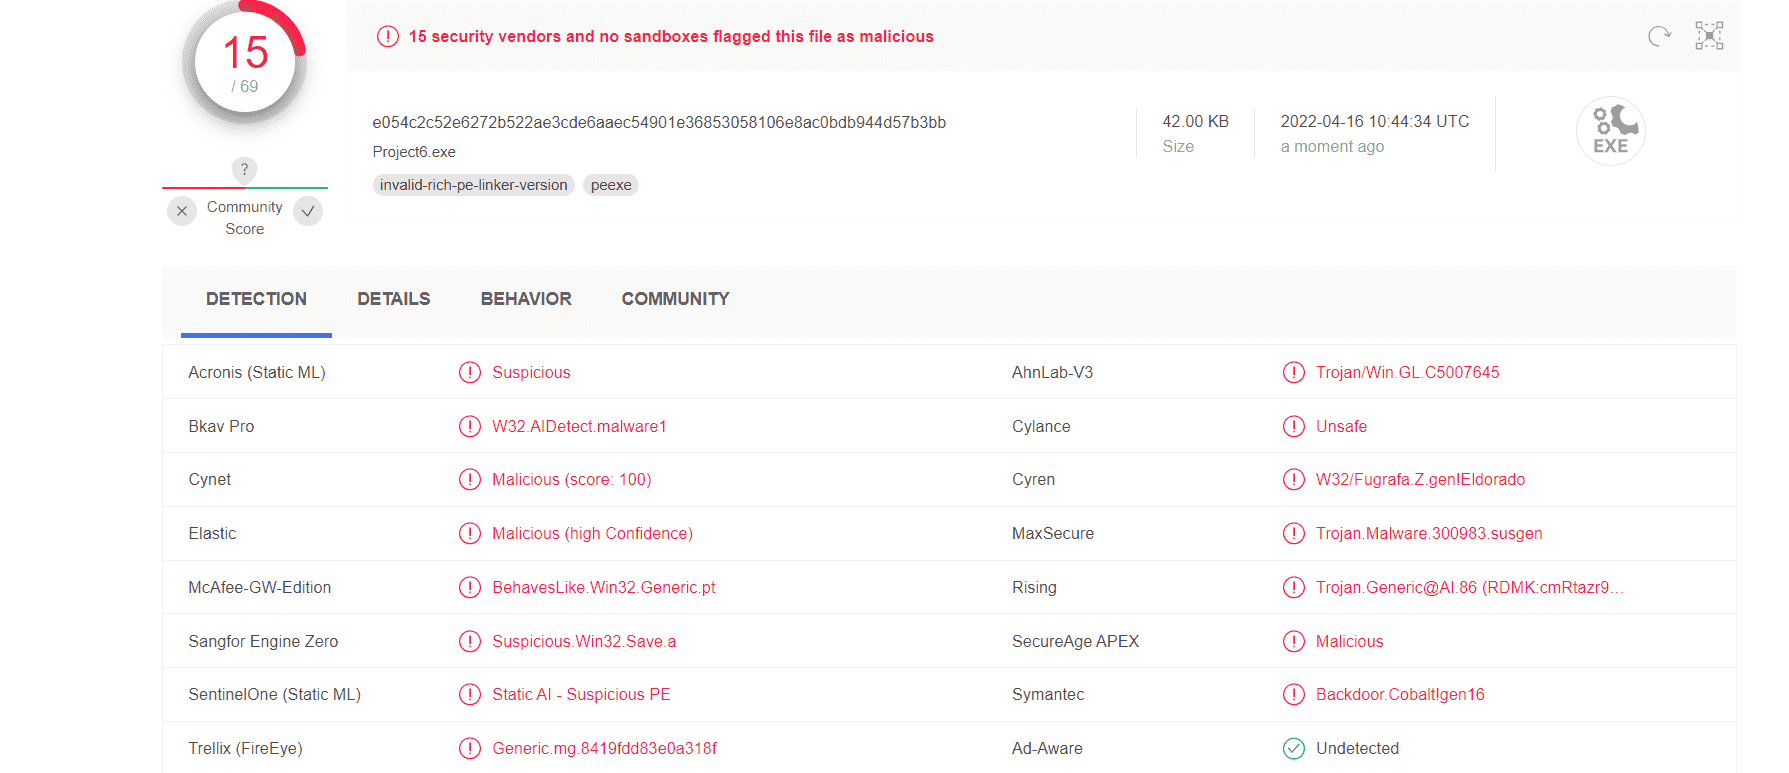 15
/ 69
?
Community
Score
15 security vendors and no sandboxes flagged this file as malicious
e054c2c52e6272b522ae3cde6aaec54901e36853058106e8ac0bdb944d57b3bb
Project6.exe
invalid-rich-pe-linker-version peexe
42.00 KB
Size
2022-04-16 10:44:34 UTC
a moment ago
EXE
DETECTION DETAILS BEHAVIOR COMMUNITY
Acronis (Static ML) Suspicious AhnLab-V3 Trojan/Win.GL.C5007645
Bkav Pro W32.AIDetect.malware1 Cylance Unsafe
Cynet Malicious (score: 100) Cyren W32/Fugrafa.Z.gen!Eldorado
Elastic Malicious (high Confidence) MaxSecure Trojan.Malware.300983.susgen
McAfee-GW-Edition BehavesLike.Win32.Generic.pt Rising Trojan.Generic@AI.86 (RDMK:cmRtazr9...
Sangfor Engine Zero Suspicious.Win32.Save.a SecureAge APEX Malicious
SentinelOne (Static ML) Static AI - Suspicious PE Symantec Backdoor.Cobalt!gen16
Trellix (FireEye) Generic.mg.8419fdd83e0a318f Ad-Aware Undetected